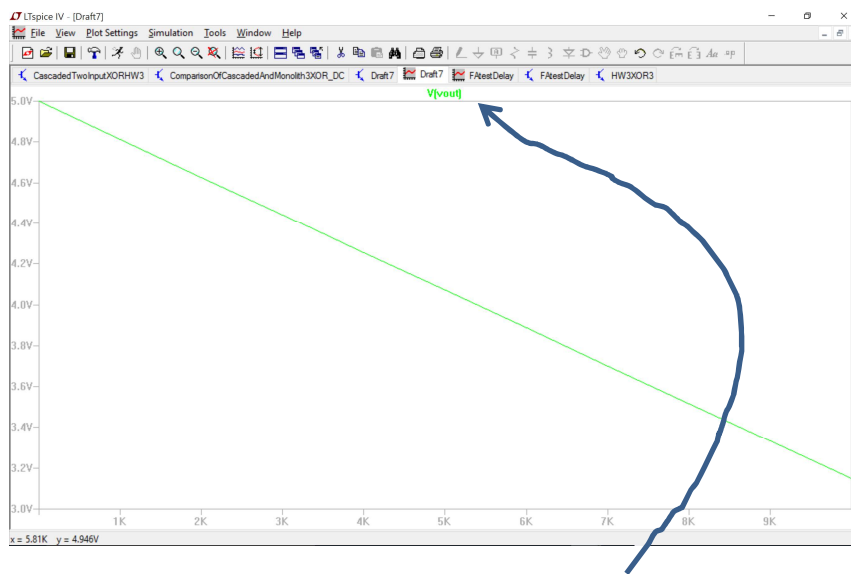 LTspice IV - [Draft7]
File View Plot Settings Simulation Tools Window Help
CascadedTwoInputXORHW3 ComparisonOfCascadedAndMonolith3XOR_DC Draft7 Draft7 FAtestDelay FAtestDelay HW3XOR3
V(vout)
5.0V
4.8V
4.6V
4.4V
4.2V
4.0V
3.8V
3.6V
3.4V
3.2V
3.0V
1K 2K 3K 4K 5K 6K 7K 8K 9K
x = 5.81K y = 4.946V